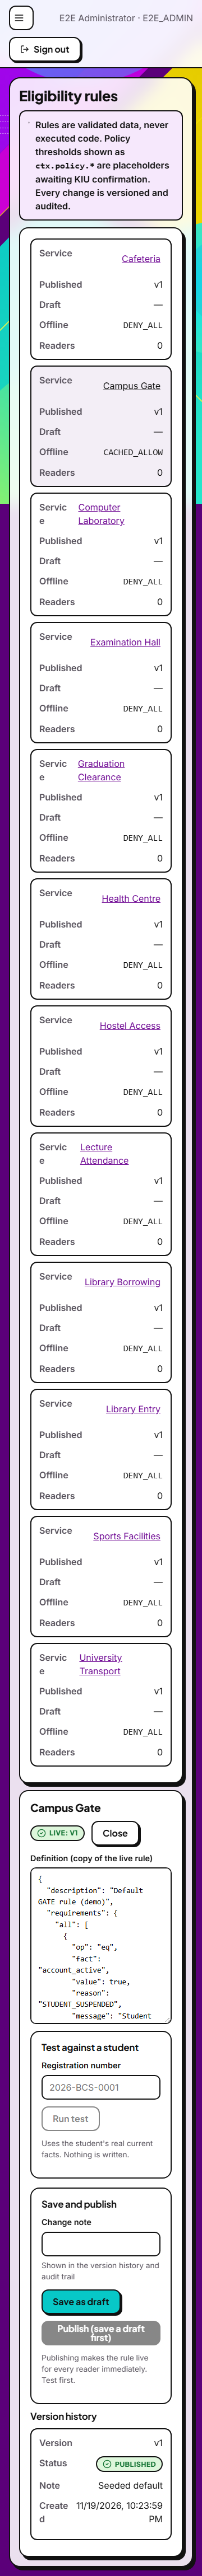 E2E Administrator · E2E_ADMIN
Sign out
Eligibility rules
Rules are validated data, never
executed code. Policy
thresholds shown as
ctx.policy.* are placeholders
awaiting KIU confirmation.
Every change is versioned and
audited.
Service Cafeteria
Published v1
Draft —
Offline DENY_ALL
Readers 0
Service Campus Gate
Published v1
Draft —
Offline CACHED_ALLOW
Readers 0
Servic Computer
e Laboratory
Published v1
Draft —
Offline DENY_ALL
Readers 0
Service Examination Hall
Published v1
Draft —
Offline DENY_ALL
Readers 0
Servic Graduation
e Clearance
Published v1
Draft —
Offline DENY_ALL
Readers 0
Service Health Centre
Published v1
Draft —
Offline DENY_ALL
Readers 0
Service Hostel Access
Published v1
Draft —
Offline DENY_ALL
Readers 0
Servic Lecture
e Attendance
Published v1
Draft —
Offline DENY_ALL
Readers 0
Service Library Borrowing
Published v1
Draft —
Offline DENY_ALL
Readers 0
Service Library Entry
Published v1
Draft —
Offline DENY_ALL
Readers 0
Service Sports Facilities
Published v1
Draft —
Offline DENY_ALL
Readers 0
Servic University
e Transport
Published v1
Draft —
Offline DENY_ALL
Readers 0
Campus Gate
LIVE: V1 Close
Definition (copy of the live rule)
{
"description": "Default
GATE rule (demo)",
"requirements": {
"all": [
{
"op": "eq",
"fact":
"account_active",
"value": true,
"reason":
"STUDENT_SUSPENDED",
"message": "Student
Test against a student
Registration number
2026-BCS-0001
Run test
Uses the student's real current
facts. Nothing is written.
Save and publish
Change note
Shown in the version history and
audit trail
Save as draft
Publish (save a draft
first)
Publishing makes the rule live
for every reader immediately.
Test first.
Version history
Version v1
Status PUBLISHED
Note Seeded default
Create 11/19/2026, 10:23:59
d PM